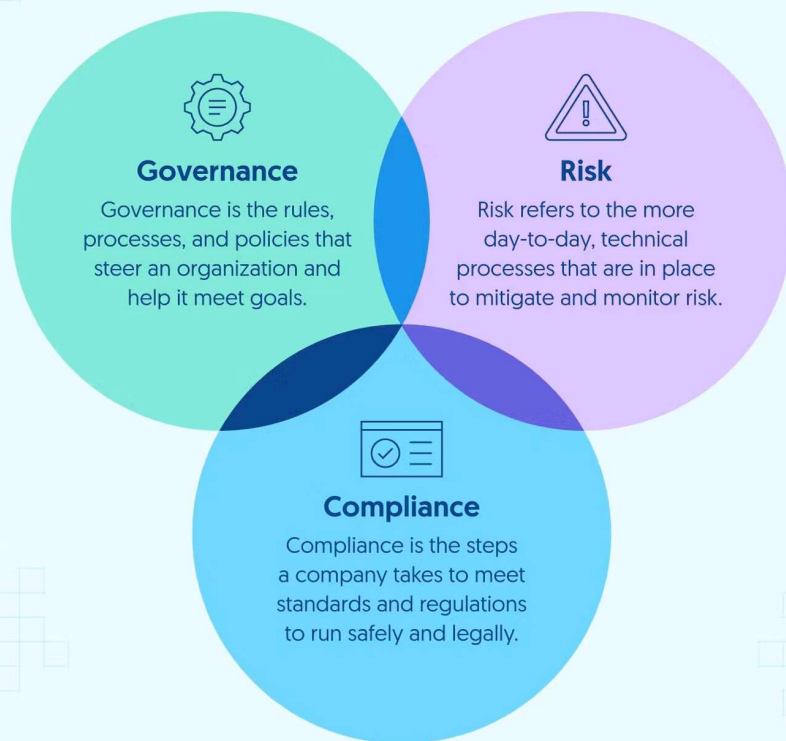 Governance
Governance is the rules,
processes, and policies that
steer an organization and
help it meet goals.
Risk
Risk refers to the more
day-to-day, technical
processes that are in place
to mitigate and monitor risk.
Compliance
Compliance is the steps
a company takes to meet
standards and regulations
to run safely and legally.